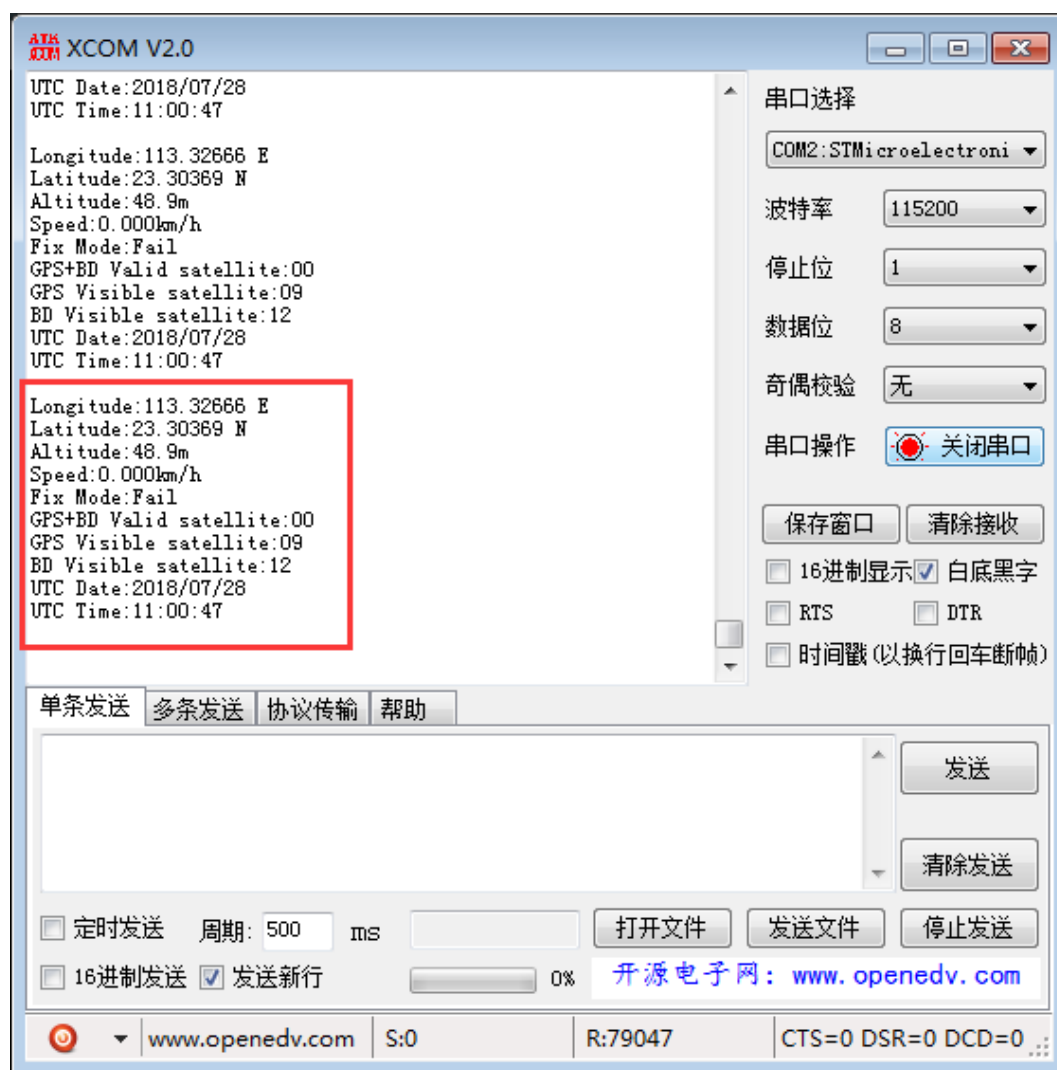 XCOM V2.0
UTC Date:2018/07/28
UTC Time:11:00:47
Longitude:113.32666 E
Latitude:23.30369 N
Altitude:48.9m
Speed:0.000km/h
Fix Mode:Fail
GPS+BD Valid satellite:00
GPS Visible satellite:09
BD Visible satellite:12
UTC Date:2018/07/28
UTC Time:11:00:47
Longitude:113.32666 E
Latitude:23.30369 N
Altitude:48.9m
Speed:0.000km/h
Fix Mode:Fail
GPS+BD Valid satellite:00
GPS Visible satellite:09
BD Visible satellite:12
UTC Date:2018/07/28
UTC Time:11:00:47
串口选择
COM2:STMicroelectroni
波特率 115200
停止位 1
数据位 8
奇偶校验 无
串口操作 关闭串口
保存窗口 清除接收
16进制显示 白底黑字
RTS DTR
时间戳(以换行回车断帧)
单条发送 多条发送 协议传输 帮助
发送
清除发送
定时发送 周期: 500 ms 打开文件 发送文件 停止发送
16进制发送 发送新行 0% 开源电子网: www.openedv.com
www.openedv.com S:0 R:79047 CTS=0 DSR=0 DCD=0